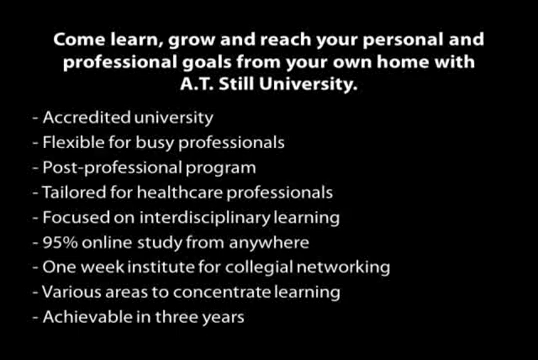 Come learn, grow and reach your personal and
professional goals from your own home with
A.T. Still University.
- Accredited university
- Flexible for busy professionals
- Post-professional program
- Tailored for healthcare professionals
- Focused on interdisciplinary learning
- 95% online study from anywhere
- One week institute for collegial networking
- Various areas to concentrate learning
- Achievable in three years